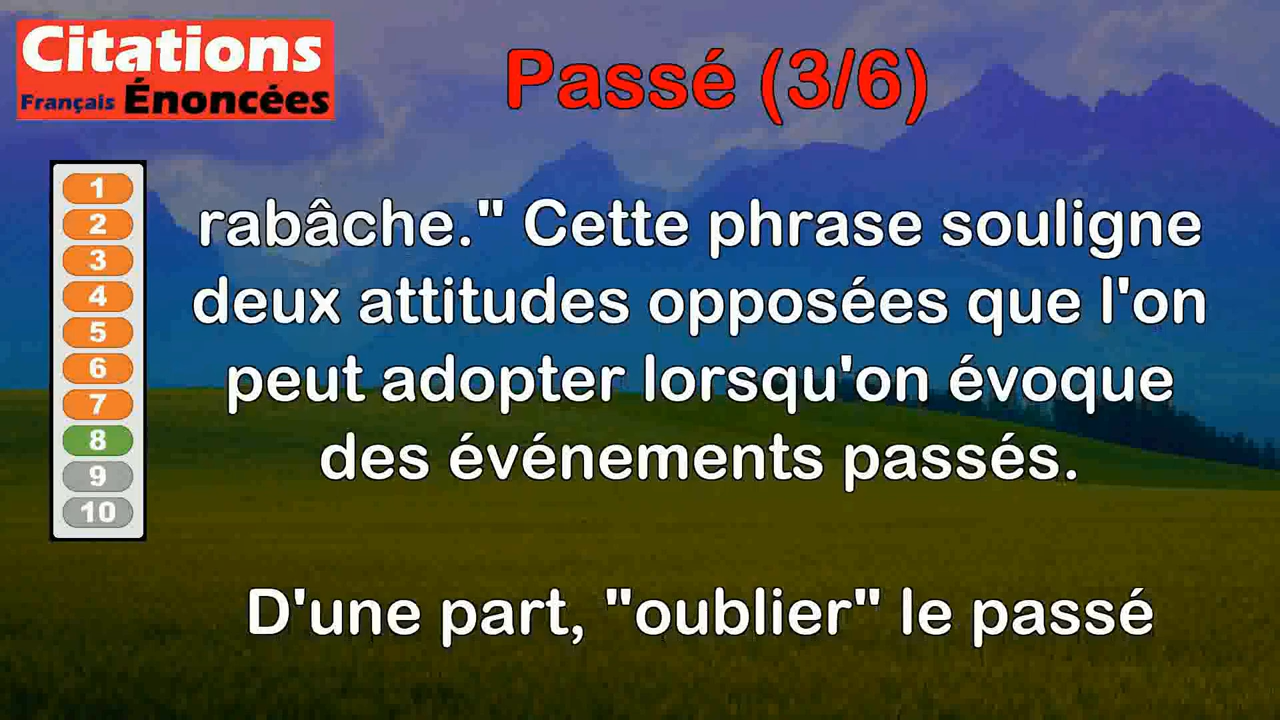 Citations
Français Énoncées
Passé (3/6)
1
2
3
4
5
6
7
8
9
10
rabâche." Cette phrase souligne
deux attitudes opposées que l'on
peut adopter lorsqu'on évoque
des événements passés.
D'une part, "oublier" le passé